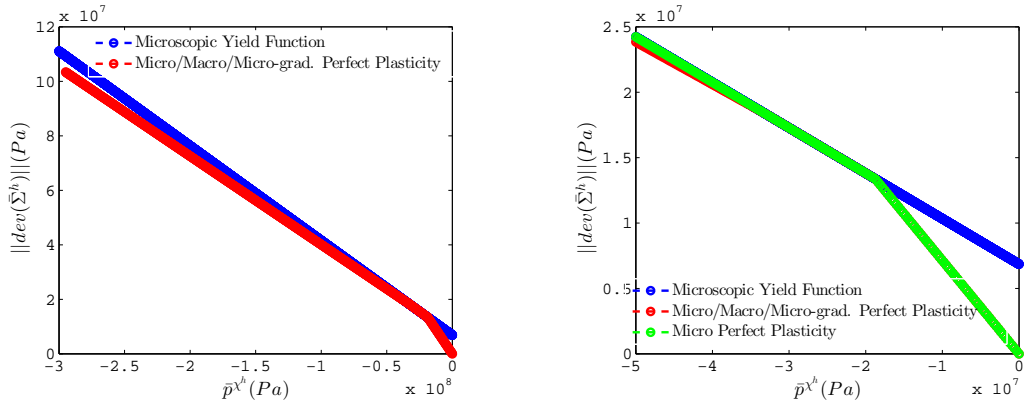 x 10^7
12
10
8
6
4
2
0
||dev(Σ̄^h)||(Pa)
Microscopic Yield Function
Micro/Macro/Micro-grad. Perfect Plasticity
-3 -2.5 -2 -1.5 -1 -0.5 0
p̄^χ^h(Pa)
x 10^8
x 10^7
2.5
2
1.5
1
0.5
0
||dev(Σ̄^h)||(Pa)
Microscopic Yield Function
Micro/Macro/Micro-grad. Perfect Plasticity
Micro Perfect Plasticity
-5 -4 -3 -2 -1 0
p̄^χ^h(Pa)
x 10^7